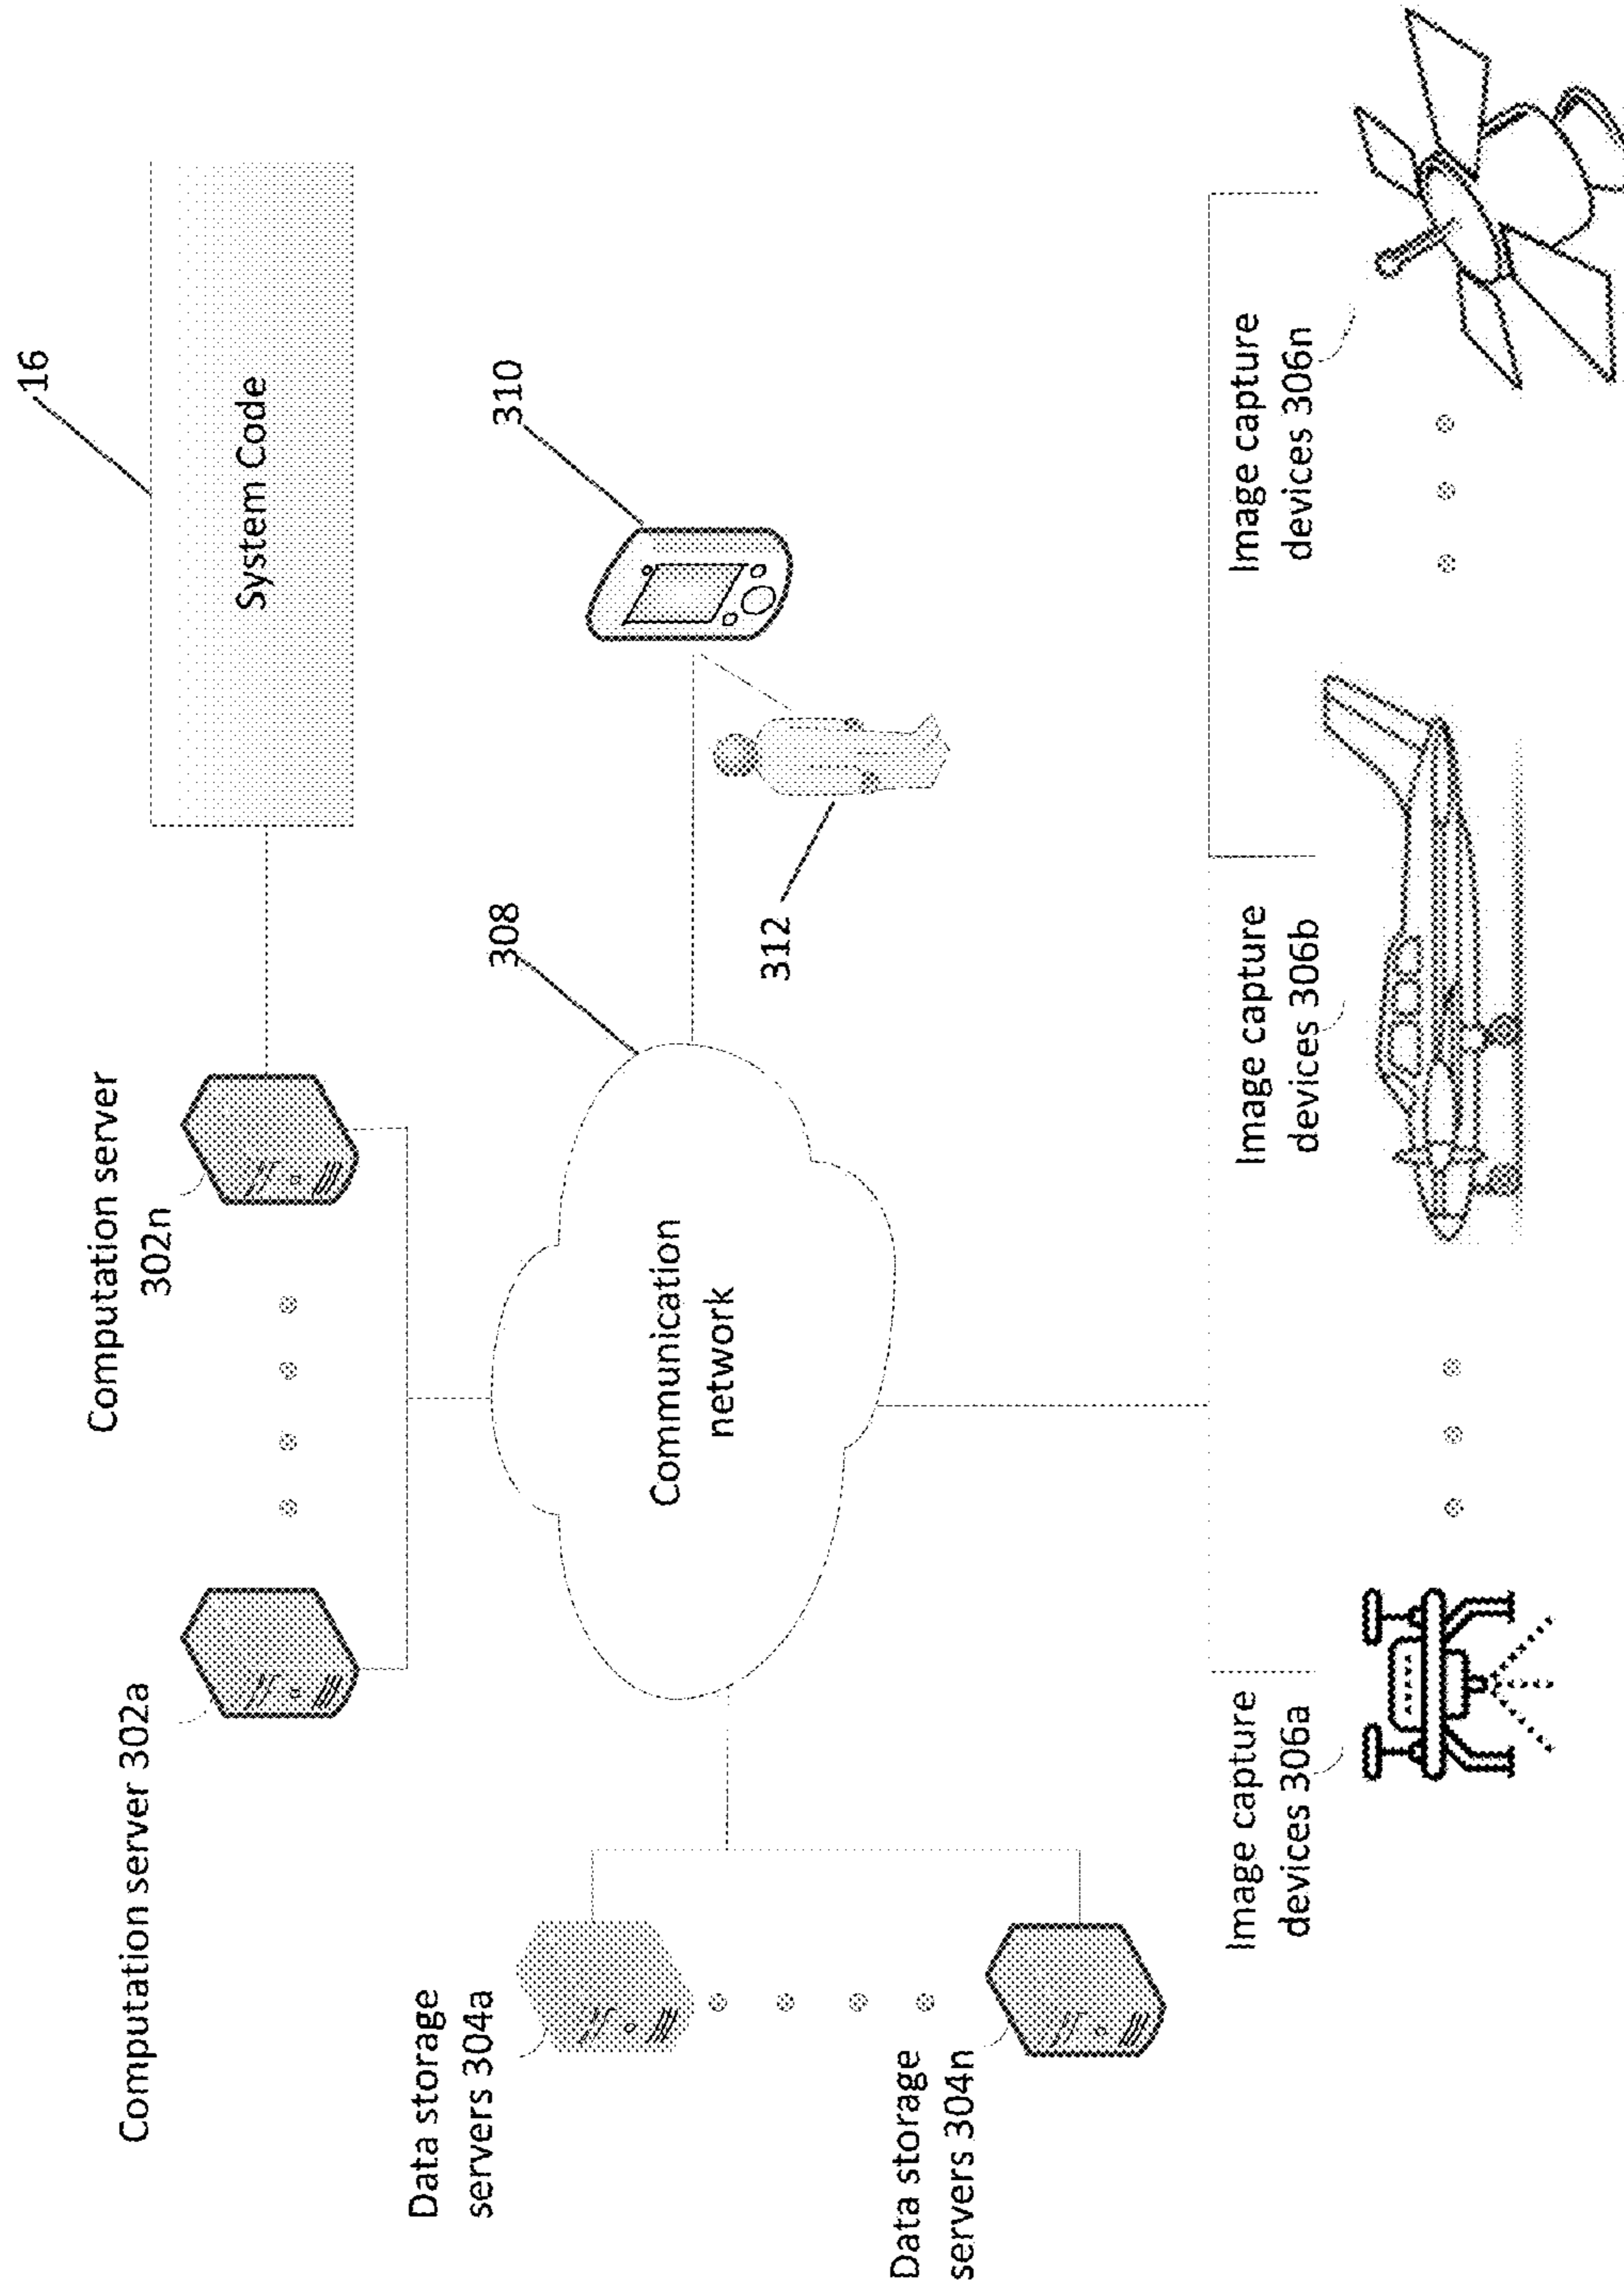 16
System Code
Computation server
302n
Computation server 302a
308
310
312
Communication
network
Data storage
servers 304a
Data storage
servers 304n
Image capture
devices 306a
Image capture
devices 306b
Image capture
devices 306n